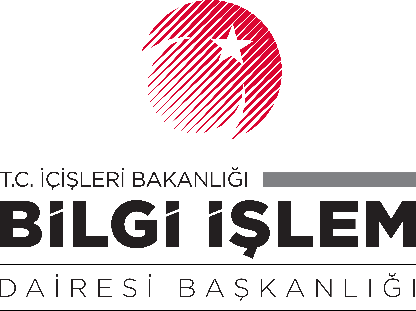 T.C. İÇİŞLERİ BAKANLIĞI
BİLGİ İŞLEM
DAİRESİ BAŞKANLIĞI